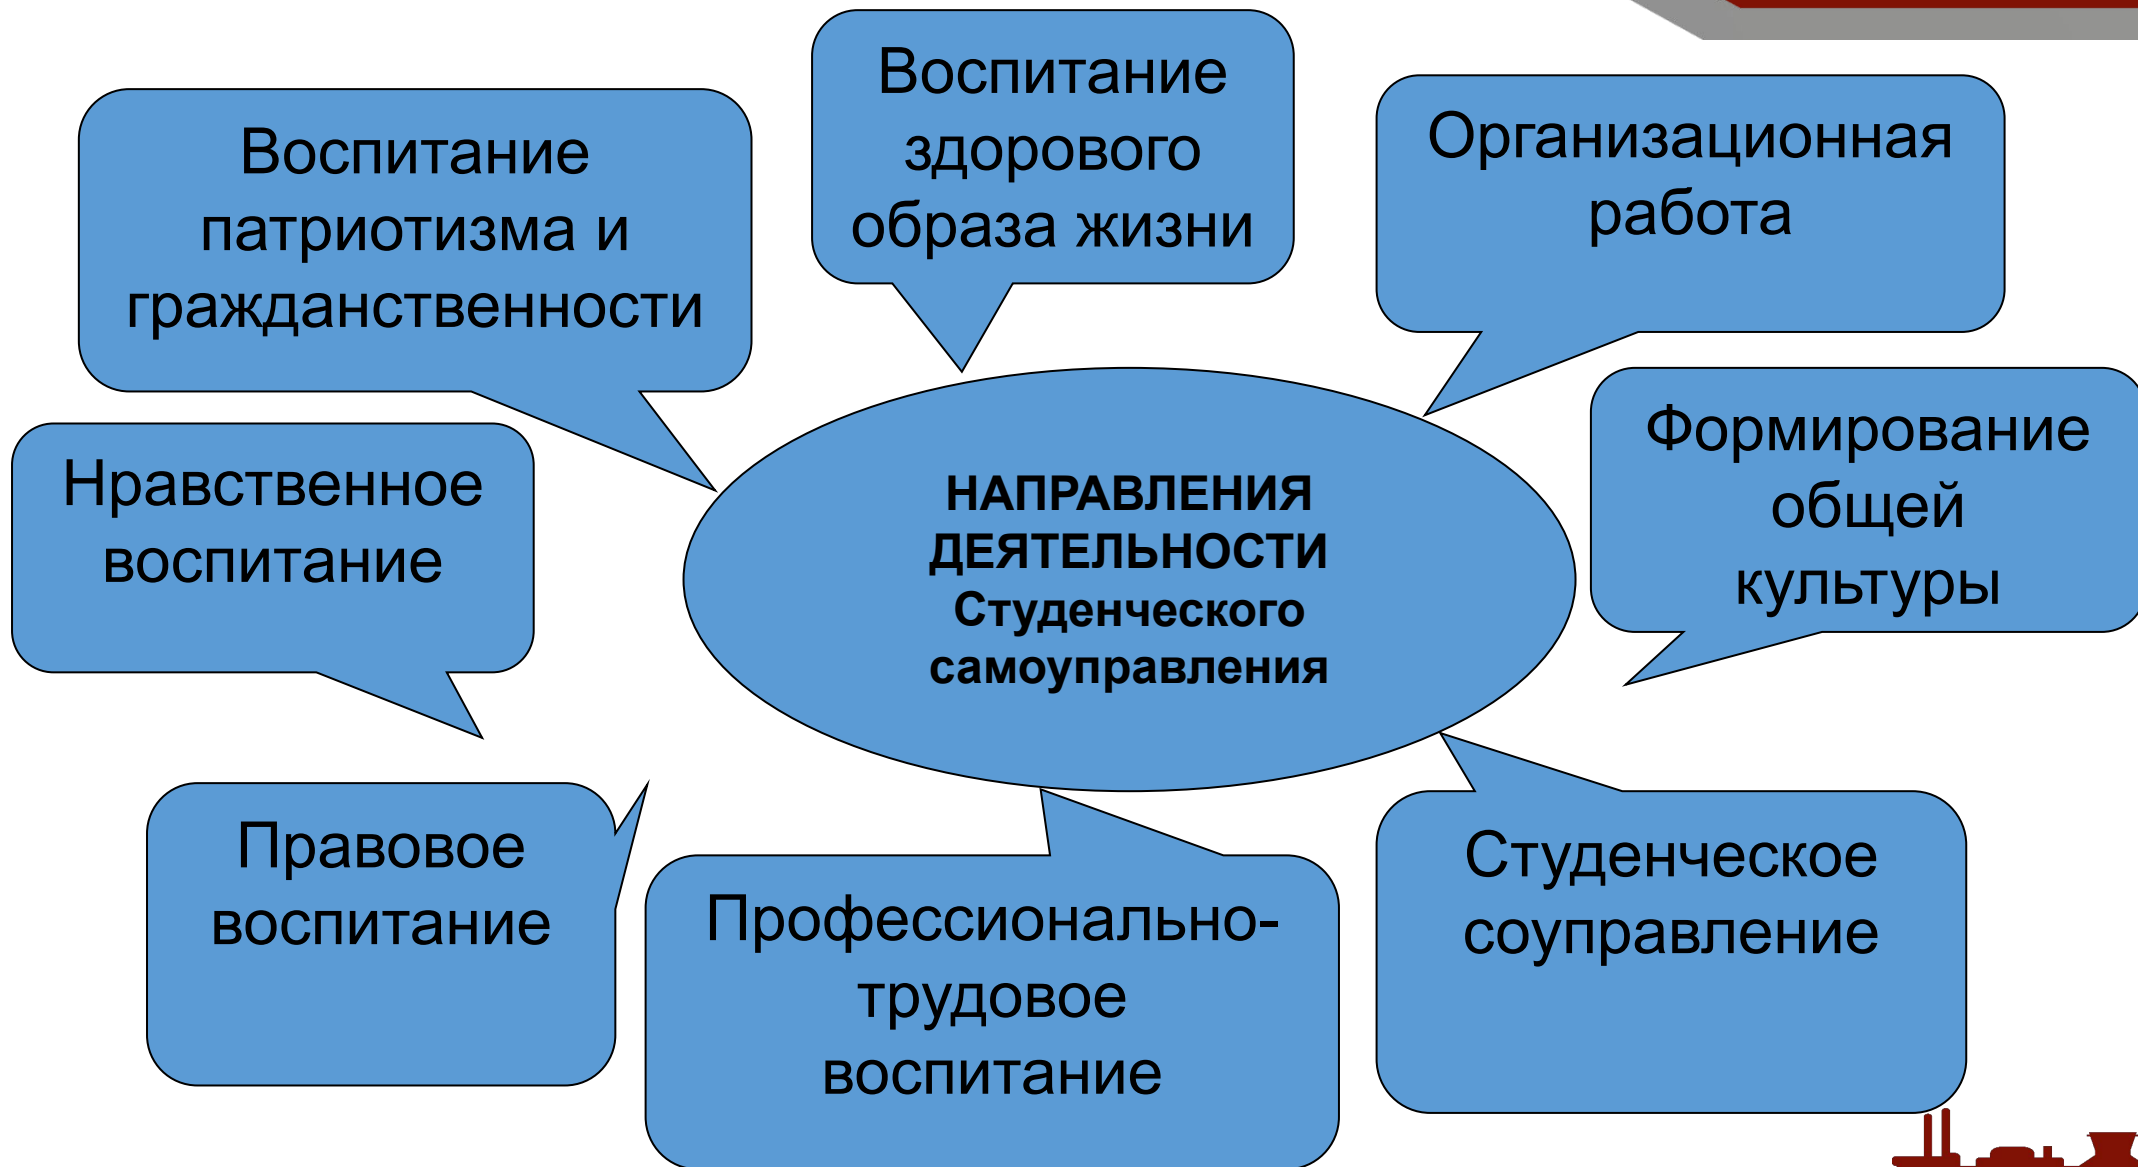 Воспитание
патриотизма и
гражданственности
Воспитание
здорового
образа жизни
Организационная
работа
Нравственное
воспитание
НАПРАВЛЕНИЯ
ДЕЯТЕЛЬНОСТИ
Студенческого
самоуправления
Формирование
общей
культуры
Правовое
воспитание
Профессионально-
трудовое
воспитание
Студенческое
соуправление